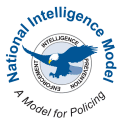 National Intelligence Model
INTELLIGENCE
PREVENTION
ENFORCEMENT
A Model for Policing